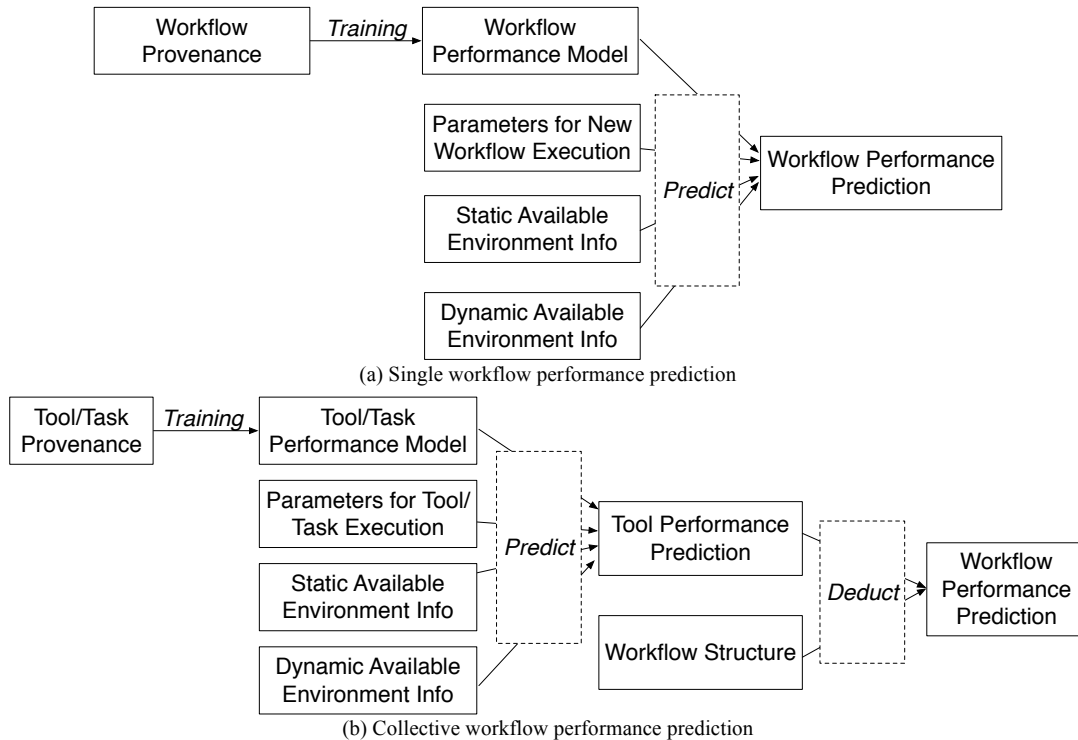 Workflow
Provenance
Training
Workflow
Performance Model
Parameters for New
Workflow Execution
Static Available
Environment Info
Dynamic Available
Environment Info
Predict
Workflow Performance
Prediction
(a) Single workflow performance prediction
Tool/Task
Provenance
Training
Tool/Task
Performance Model
Parameters for Tool/
Task Execution
Static Available
Environment Info
Dynamic Available
Environment Info
Predict
Tool Performance
Prediction
Workflow Structure
Deduct
Workflow
Performance
Prediction
(b) Collective workflow performance prediction